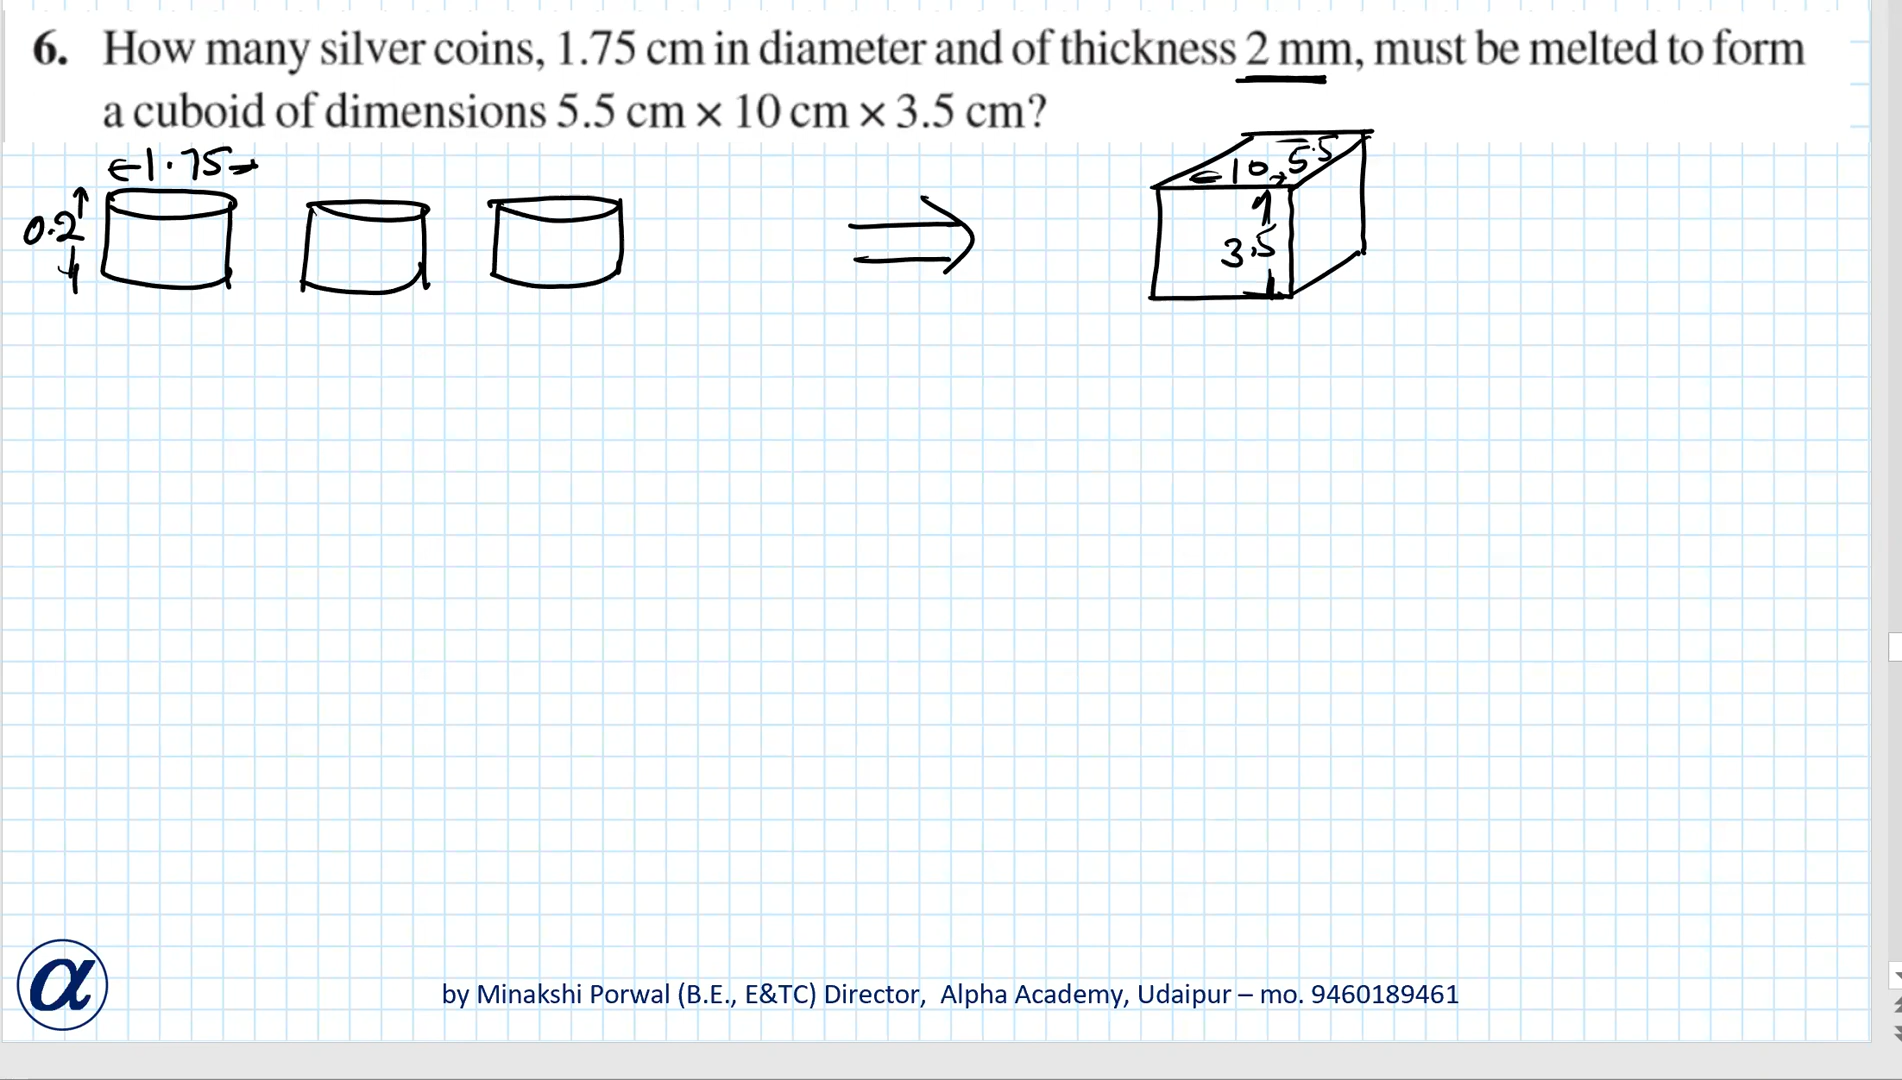 6. How many silver coins, 1.75 cm in diameter and of thickness 2 mm, must be melted to form
a cuboid of dimensions 5.5 cm × 10 cm × 3.5 cm?
1.75
0.2
10
5.5
3.5
α
by Minakshi Porwal (B.E., E&TC) Director, Alpha Academy, Udaipur – mo. 9460189461